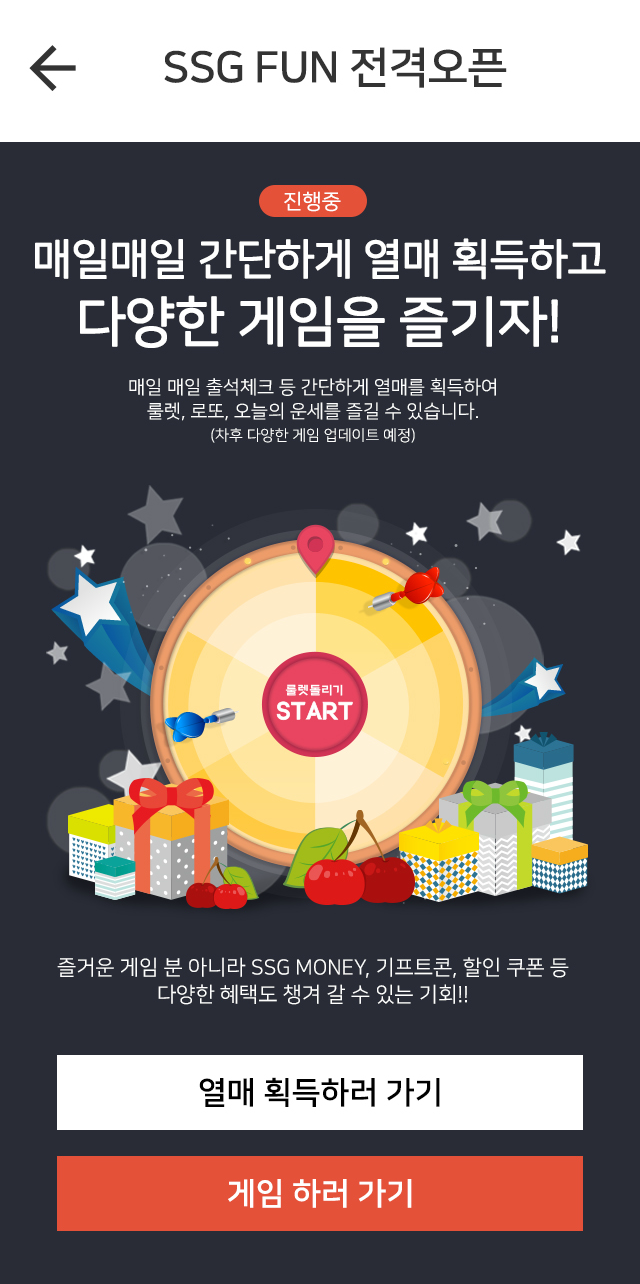 SSG FUN 전격오픈
진행중
매일매일 간단하게 열매 획득하고
다양한 게임을 즐기자!
매일 매일 출석체크 등 간단하게 열매를 획득하여
룰렛, 로또, 오늘의 운세를 즐길 수 있습니다.
(차후 다양한 게임 업데이트 예정)
룰렛돌리기
START
즐거운 게임 분 아니라 SSG MONEY, 기프트콘, 할인 쿠폰 등
다양한 혜택도 챙겨 갈 수 있는 기회!!
열매 획득하러 가기
게임 하러 가기